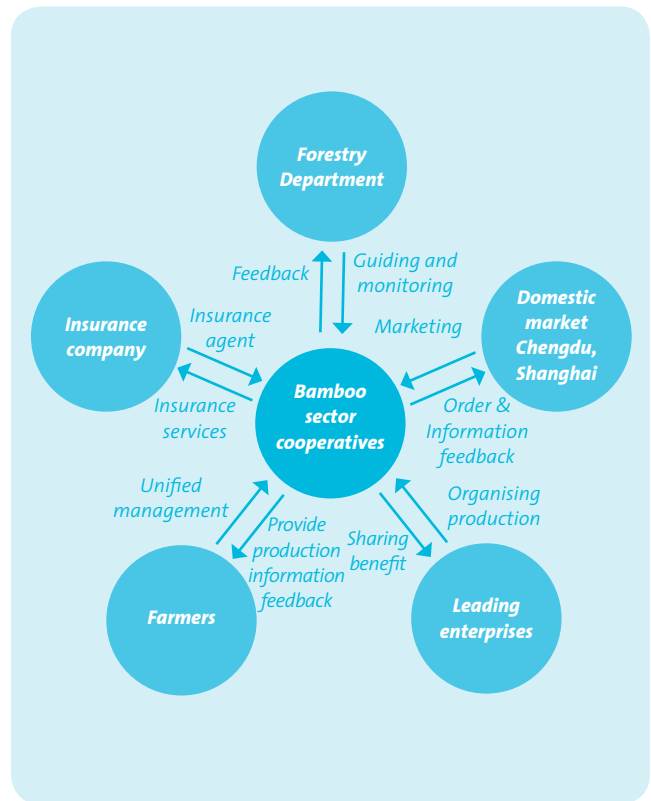 Forestry
Department
Feedback
Guiding and
monitoring
Insurance
company
Insurance
agent
Marketing
Domestic
market
Chengdu,
Shanghai
Insurance
services
Bamboo
sector
cooperatives
Order &
Information
feedback
Unified
management
Provide
production
information
feedback
Sharing
benefit
Organising
production
Farmers
Leading
enterprises